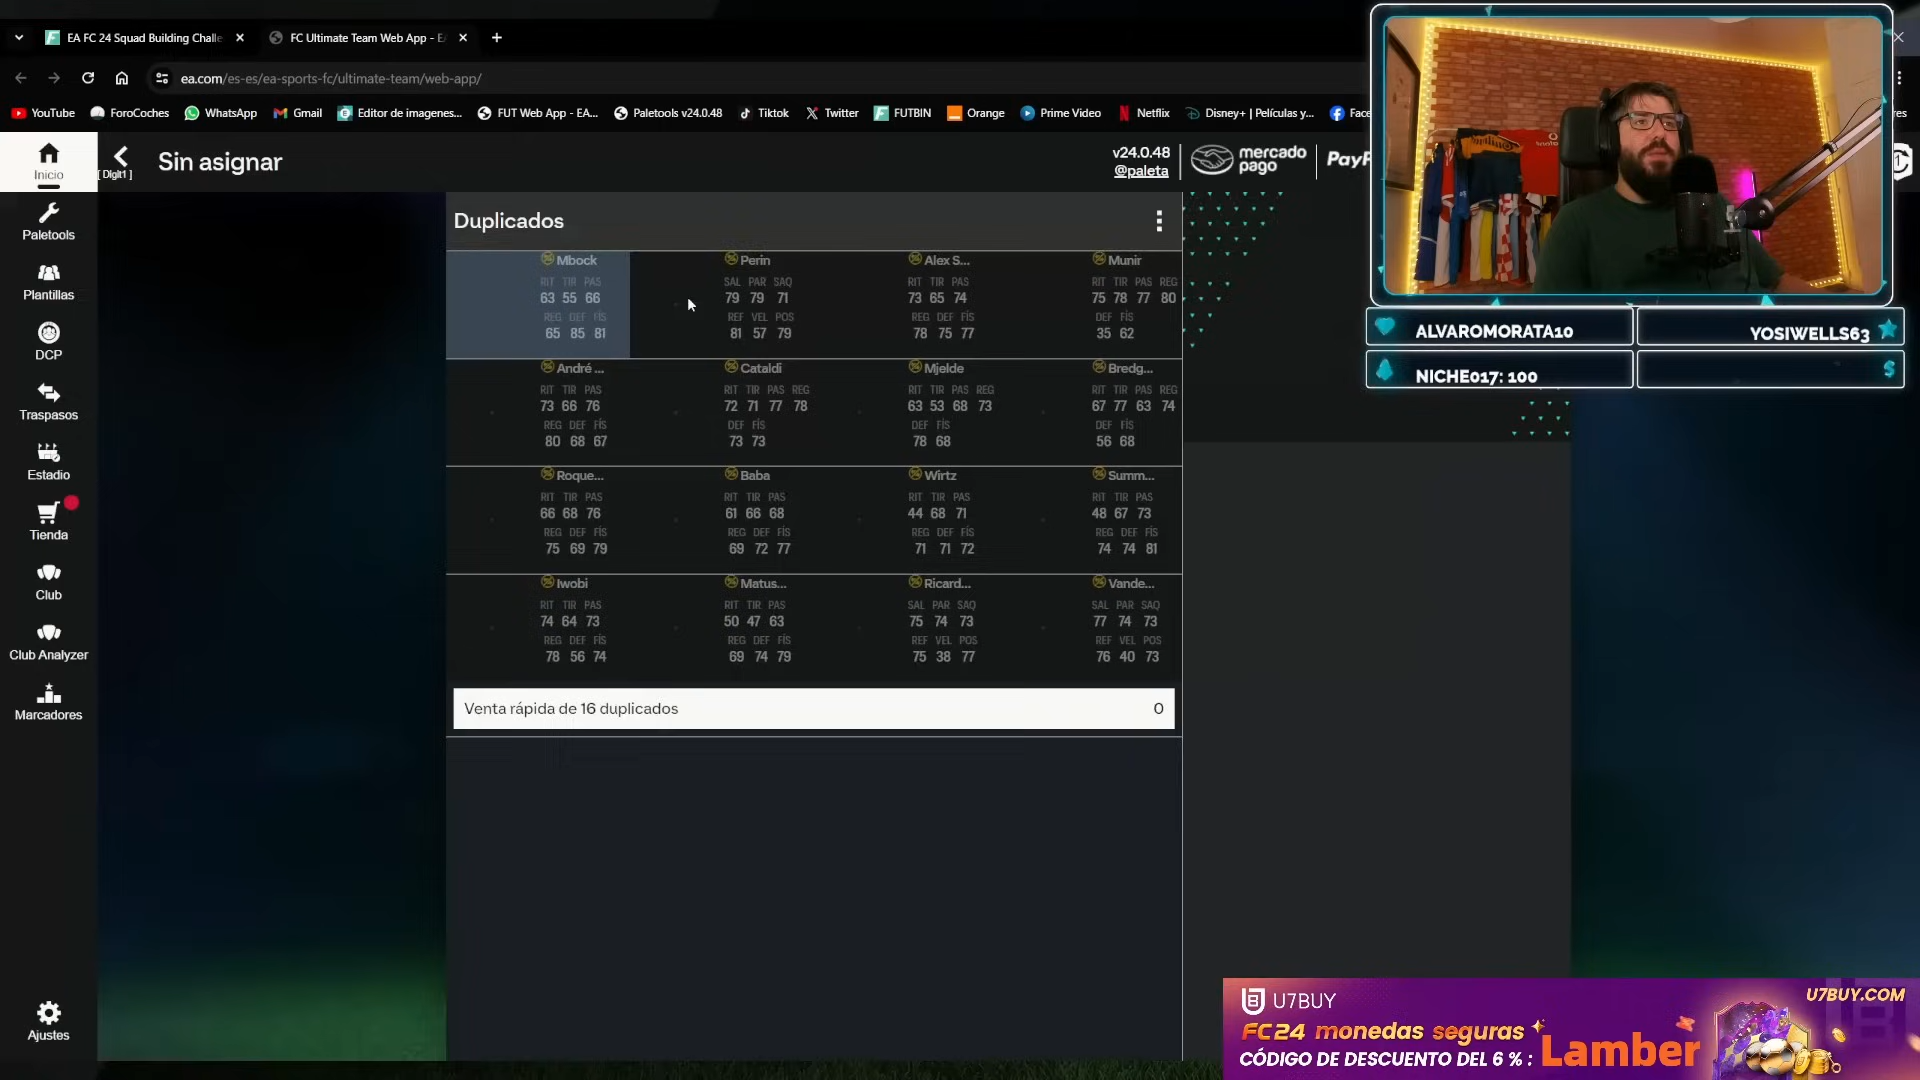 EA FC 24 Squad Building Challe
FC Ultimate Team Web App - E
ea.com/es-es/ea-sports-fc/ultimate-team/web-app/
YouTube
ForoCoches
WhatsApp
Gmail
Editor de imagenes...
FUT Web App - EA...
Paletools v24.0.48
Tiktok
Twitter
FUTBIN
Orange
Prime Video
Netflix
Disney+ | Películas y...
Face
Inicio
[ Digit1 ]
Sin asignar
v24.0.48
@paleta
mercado
pago
PayP
Paletools
Plantillas
DCP
Traspasos
Estadio
Tienda
Club
Club Analyzer
Marcadores
Ajustes
Duplicados
Mbock
RIT TIR PAS
63 55 66
REG DEF FÍS
65 85 81
Perin
SAL PAR SAQ
79 79 71
REF VEL POS
81 57 79
Alex S...
RIT TIR PAS
73 65 74
REG DEF FÍS
78 75 77
Munir
RIT TIR PAS REG
75 78 77 80
DEF FÍS
35 62
André ...
RIT TIR PAS
73 66 76
REG DEF FÍS
80 68 67
Cataldi
RIT TIR PAS REG
72 71 77 78
DEF FÍS
73 73
Mjelde
RIT TIR PAS REG
63 53 68 73
DEF FÍS
78 68
Bredg...
RIT TIR PAS REG
67 77 63 74
DEF FÍS
56 68
Roque...
RIT TIR PAS
66 68 76
REG DEF FÍS
75 69 79
Baba
RIT TIR PAS
61 66 68
REG DEF FÍS
69 72 77
Wirtz
RIT TIR PAS
44 68 71
REG DEF FÍS
71 71 72
Summ...
RIT TIR PAS
48 67 73
REG DEF FÍS
74 74 81
Iwobi
RIT TIR PAS
74 64 73
REG DEF FÍS
78 56 74
Matus...
RIT TIR PAS
50 47 63
REG DEF FÍS
69 74 79
Ricard...
SAL PAR SAQ
75 74 73
REF VEL POS
75 38 77
Vande...
SAL PAR SAQ
77 74 73
REF VEL POS
76 40 73
Venta rápida de 16 duplicados
0
ALVAROMORATA10
YOSIWELLS63
NICHE017: 100
U7BUY
U7BUY.COM
FC24 monedas seguras
CÓDIGO DE DESCUENTO DEL 6 % : Lamber